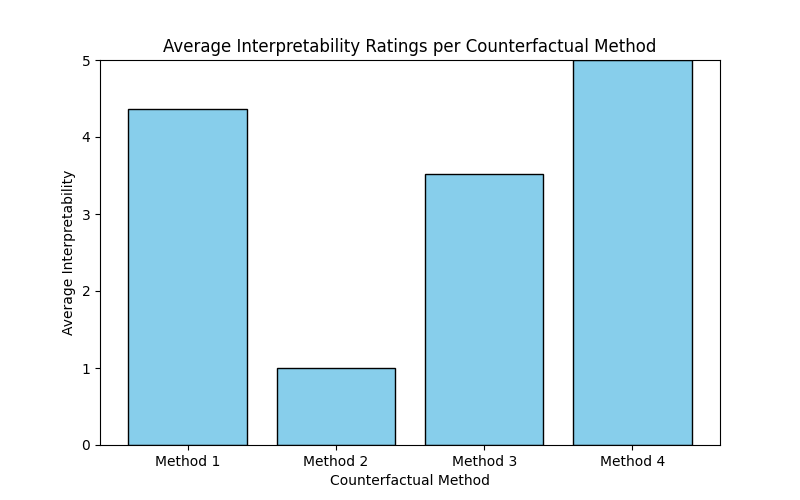 Average Interpretability Ratings per Counterfactual Method
5
4
3
2
1
0
Average Interpretability
Method 1
Method 2
Method 3
Method 4
Counterfactual Method